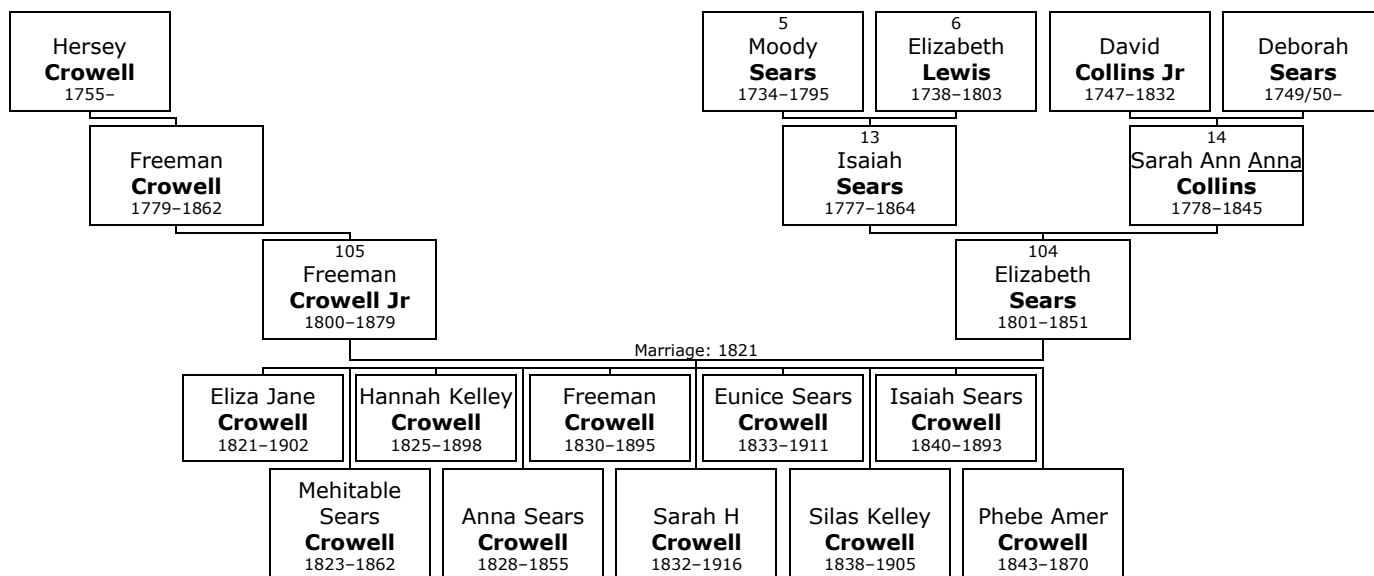 Hersey
Crowell
1755–
5
Moody
Sears
1734–1795
6
Elizabeth
Lewis
1738–1803
David
Collins Jr
1747–1832
Deborah
Sears
1749/50–
Freeman
Crowell
1779–1862
13
Isaiah
Sears
1777–1864
14
Sarah Ann Anna
Collins
1778–1845
105
Freeman
Crowell Jr
1800–1879
104
Elizabeth
Sears
1801–1851
Marriage: 1821
Eliza Jane
Crowell
1821–1902
Hannah Kelley
Crowell
1825–1898
Freeman
Crowell
1830–1895
Eunice Sears
Crowell
1833–1911
Isaiah Sears
Crowell
1840–1893
Mehitable
Sears
Crowell
1823–1862
Anna Sears
Crowell
1828–1855
Sarah H
Crowell
1832–1916
Silas Kelley
Crowell
1838–1905
Phebe Amer
Crowell
1843–1870